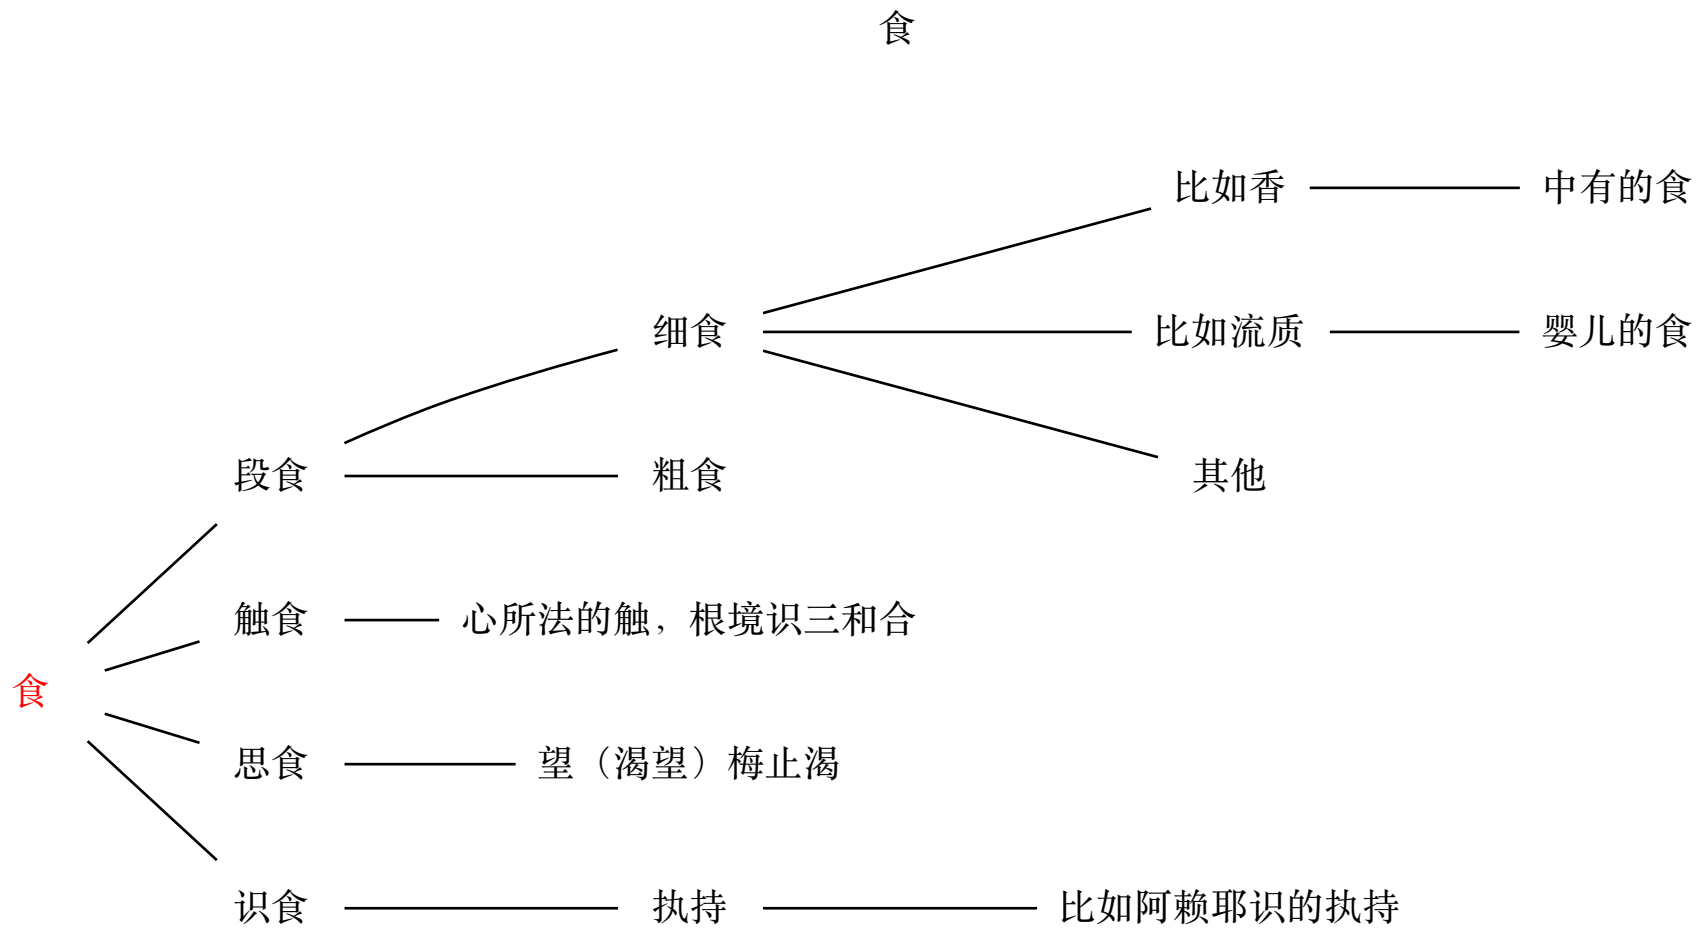 食
比如香
中有的食
细食
比如流质
婴儿的食
段食
粗食
其他
触食
心所法的触，根境识三和合
食
思食
望（渴望）梅止渴
识食
执持
比如阿赖耶识的执持